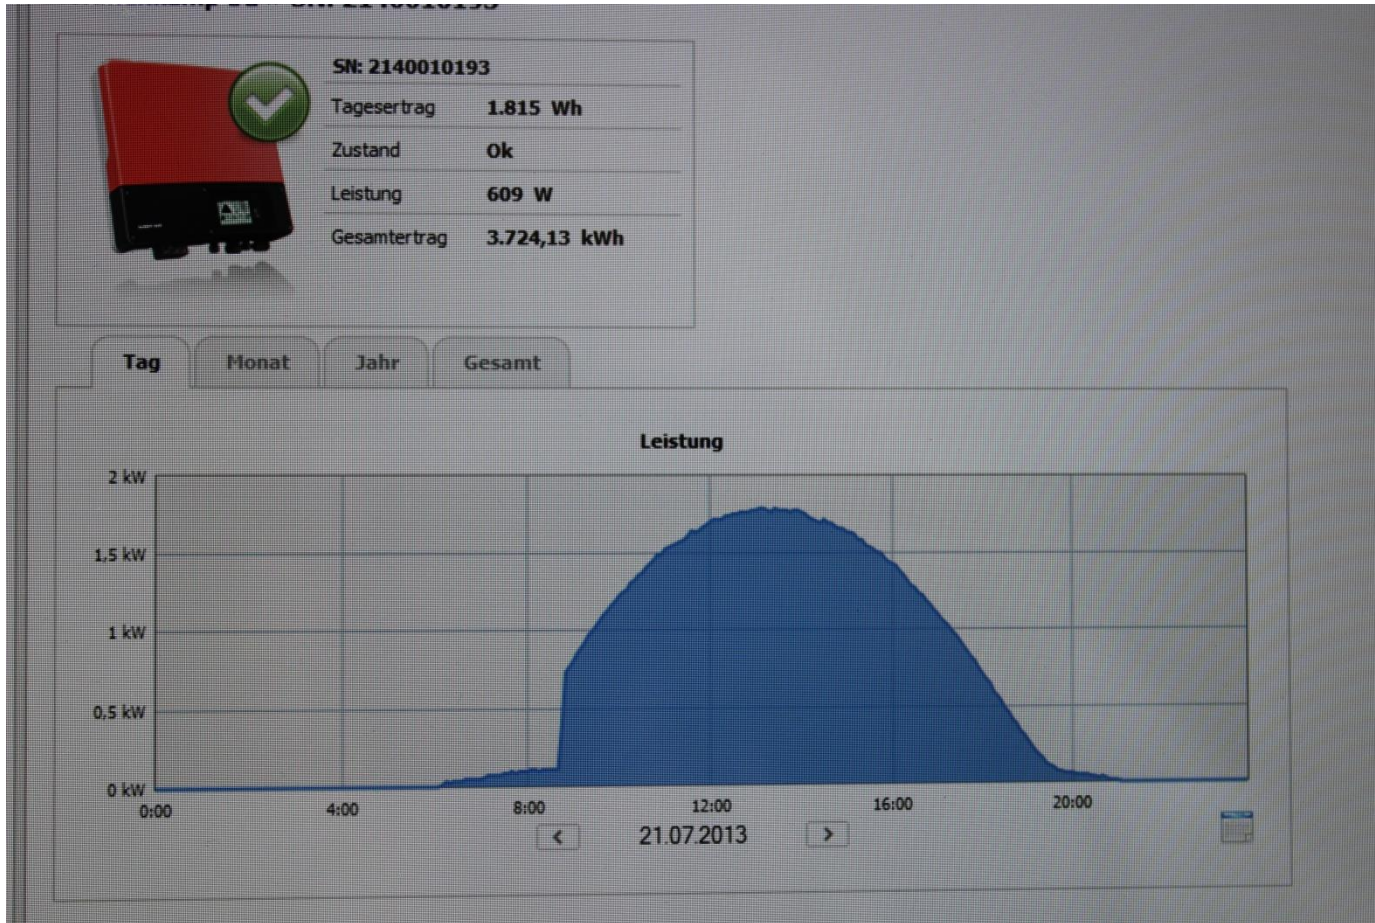 SN: 2140010193
SN: 2140010193
Tagesertrag 1.815 Wh
Zustand Ok
Leistung 609 W
Gesamtertrag 3.724,13 kWh
Tag Monat Jahr Gesamt
Leistung
2 kW
1,5 kW
1 kW
0,5 kW
0 kW
0:00 4:00 8:00 12:00 16:00 20:00
< 21.07.2013 >